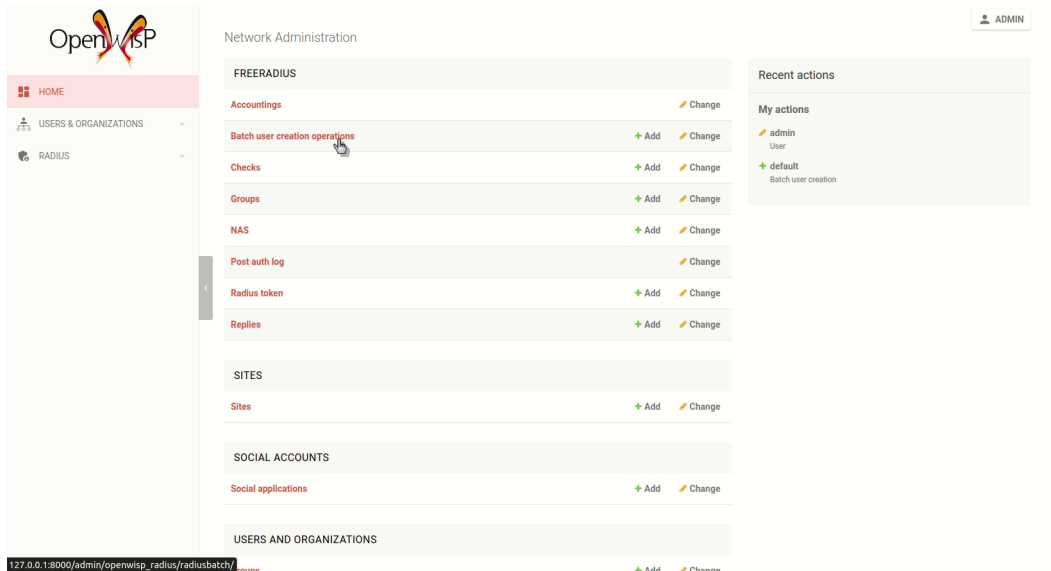 OpenWISP
ADMIN
Network Administration
HOME
USERS & ORGANIZATIONS
RADIUS
FREERADIUS
Accountings Change
Batch user creation operations Add Change
Checks Add Change
Groups Add Change
NAS Add Change
Post auth log Change
Radius token Add Change
Replies Add Change
SITES
Sites Add Change
SOCIAL ACCOUNTS
Social applications Add Change
USERS AND ORGANIZATIONS
Add Change
Recent actions
My actions
admin
User
default
Batch user creation
127.0.0.1:8000/admin/openwisp_radius/radiusbatch/